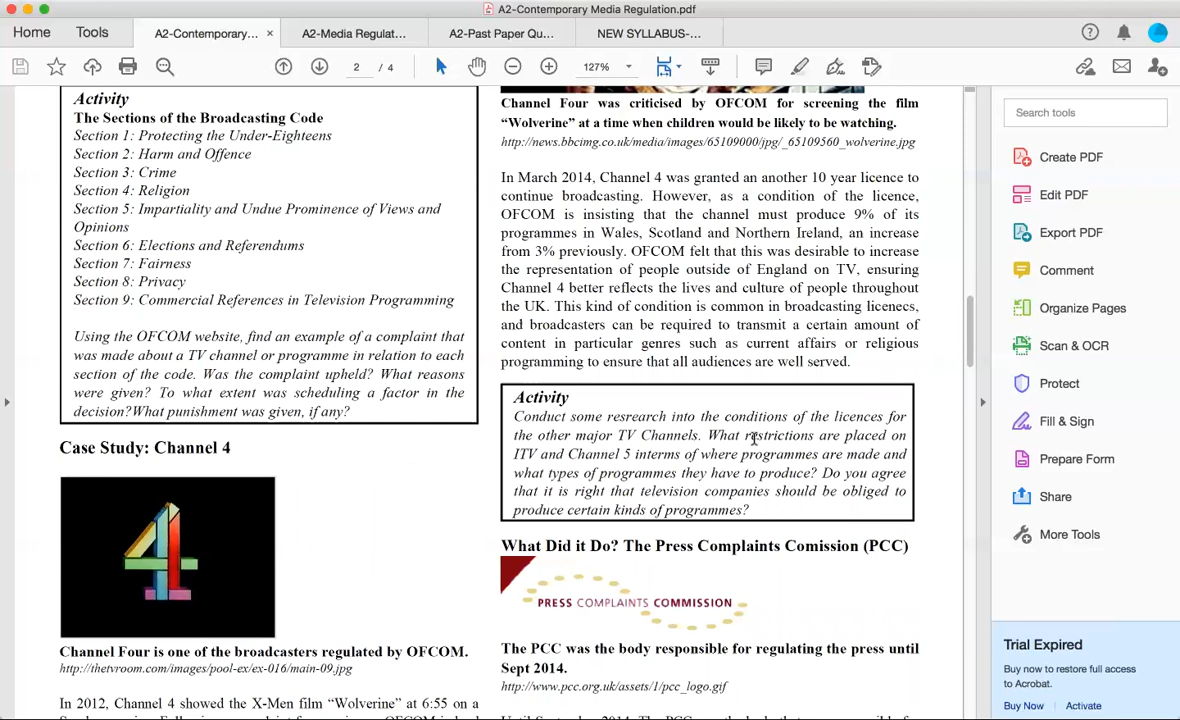 A2-Contemporary Media Regulation.pdf
Home
Tools
A2-Contemporary...
A2-Media Regulat...
A2-Past Paper Qu...
NEW SYLLABUS-...
2
/ 4
127%
Activity
The Sections of the Broadcasting Code
Section 1: Protecting the Under-Eighteens
Section 2: Harm and Offence
Section 3: Crime
Section 4: Religion
Section 5: Impartiality and Undue Prominence of Views and
Opinions
Section 6: Elections and Referendums
Section 7: Fairness
Section 8: Privacy
Section 9: Commercial References in Television Programming
Using the OFCOM website, find an example of a complaint that
was made about a TV channel or programme in relation to each
section of the code. Was the complaint upheld? What reasons
were given? To what extent was scheduling a factor in the
decision?What punishment was given, if any?
Case Study: Channel 4
4
Channel Four is one of the broadcasters regulated by OFCOM.
http://thetvroom.com/images/pool-ex/ex-016/main-09.jpg
In 2012, Channel 4 showed the X-Men film “Wolverine” at 6:55 on a
Channel Four was criticised by OFCOM for screening the film
“Wolverine” at a time when children would be likely to be watching.
http://news.bbcimg.co.uk/media/images/65109000/jpg/_65109560_wolverine.jpg
In March 2014, Channel 4 was granted an another 10 year licence to
continue broadcasting. However, as a condition of the licence,
OFCOM is insisting that the channel must produce 9% of its
programmes in Wales, Scotland and Northern Ireland, an increase
from 3% previously. OFCOM felt that this was desirable to increase
the representation of people outside of England on TV, ensuring
Channel 4 better reflects the lives and culture of people throughout
the UK. This kind of condition is common in broadcasting licenecs,
and broadcasters can be required to transmit a certain amount of
content in particular genres such as current affairs or religious
programming to ensure that all audiences are well served.
Activity
Conduct some resrearch into the conditions of the licences for
the other major TV Channels. What restrictions are placed on
ITV and Channel 5 interms of where programmes are made and
what types of programmes they have to produce? Do you agree
that it is right that television companies should be obliged to
produce certain kinds of programmes?
What Did it Do? The Press Complaints Comission (PCC)
PRESS COMPLAINTS COMMISSION
The PCC was the body responsible for regulating the press until
Sept 2014.
http://www.pcc.org.uk/assets/1/pcc_logo.gif
Search tools
Create PDF
Edit PDF
Export PDF
Comment
Organize Pages
Scan & OCR
Protect
Fill & Sign
Prepare Form
Share
More Tools
Trial Expired
Buy now to restore full access
to Acrobat.
Buy Now
Activate